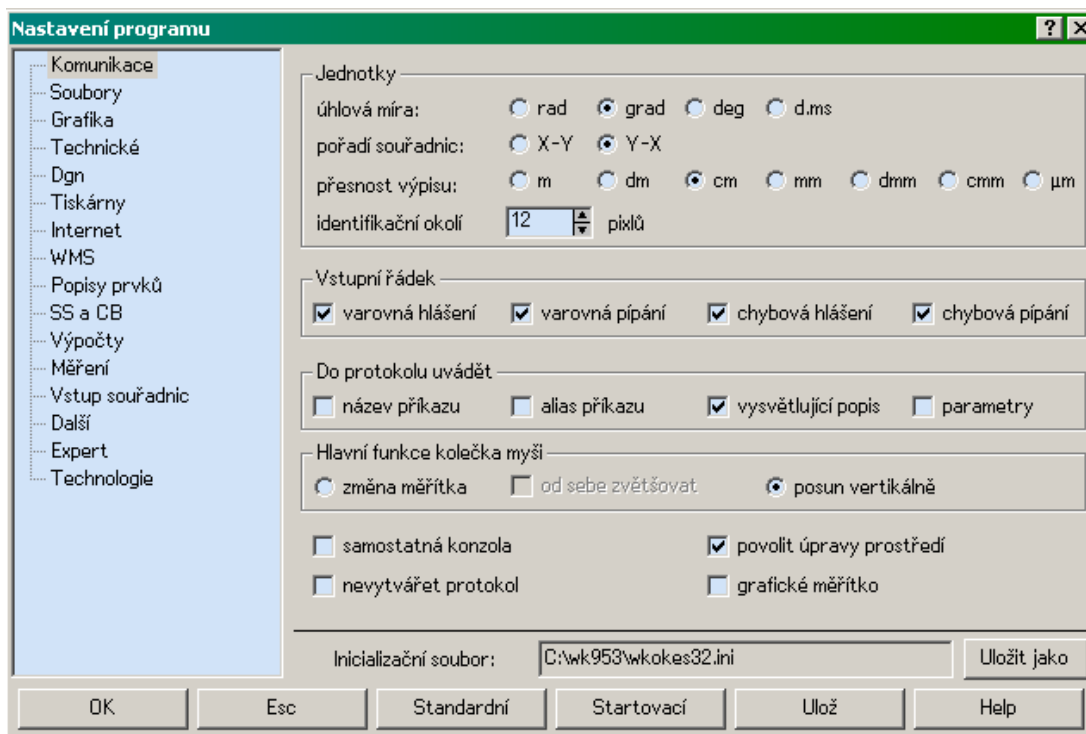 Nastavení programu
Komunikace
Soubory
Grafika
Technické
Dgn
Tiskárny
Internet
WMS
Popisy prvků
SS a CB
Výpočty
Měření
Vstup souřadnic
Další
Expert
Technologie
Jednotky
úhlová míra: rad grad deg d.ms
pořadí souřadnic: X-Y Y-X
přesnost výpisu: m dm cm mm dmm cmm µm
identifikační okolí 12 pixlů
Vstupní řádek
varovná hlášení varovná pípání chybová hlášení chybová pípání
Do protokolu uvádět
název příkazu alias příkazu vysvětlující popis parametry
Hlavní funkce kolečka myši
změna měřítka od sebe zvětšovat posun vertikálně
samostatná konzola povolit úpravy prostředí
nevytvářet protokol grafické měřítko
Inicializační soubor: C:\wk953\wkokes32.ini Uložit jako
OK Esc Standardní Startovací Ulož Help